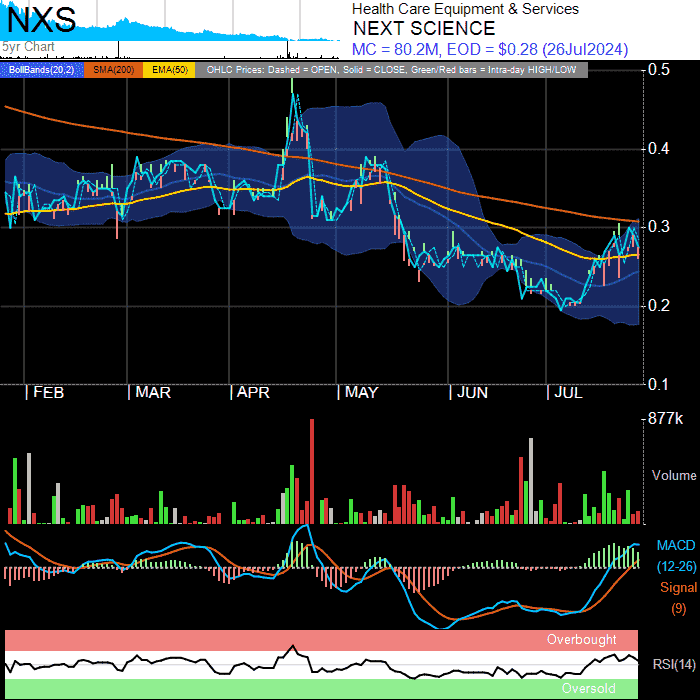 NXS
5yr Chart
Health Care Equipment & Services
NEXT SCIENCE
MC = 80.2M, EOD = $0.28 (26Jul2024)
BollBands(20,2) SMA(200) EMA(50) OHLC Prices: Dashed = OPEN, Solid = CLOSE, Green/Red bars = Intra-day HIGH/LOW
0.5
0.4
0.3
0.2
0.1
FEB MAR APR MAY JUN JUL
877k
Volume
MACD
(12-26)
Signal
(9)
Overbought
RSI(14)
Oversold